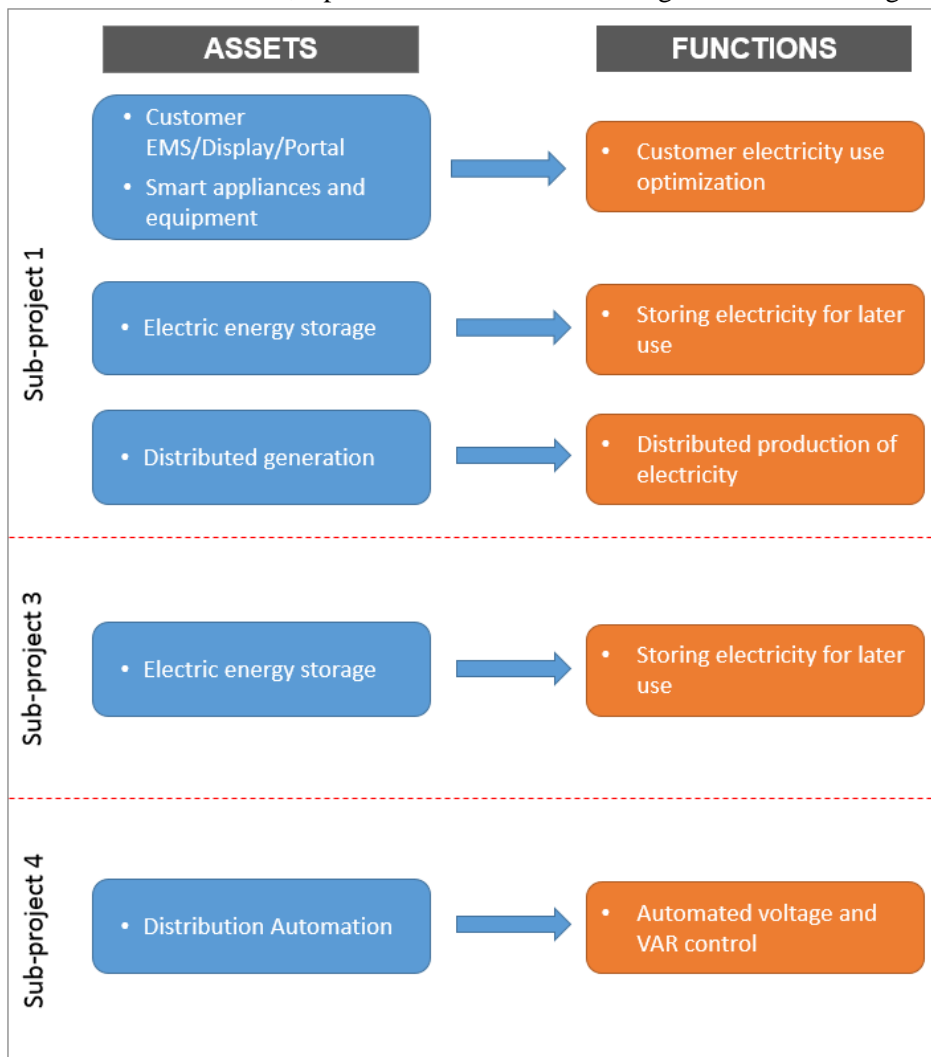 ASSETS
FUNCTIONS
Sub-project 1
• Customer
EMS/Display/Portal
• Smart appliances and
equipment
• Customer electricity use
optimization
• Electric energy storage
• Storing electricity for later
use
• Distributed generation
• Distributed production of
electricity
Sub-project 3
• Electric energy storage
• Storing electricity for later
use
Sub-project 4
• Distribution Automation
• Automated voltage and
VAR control